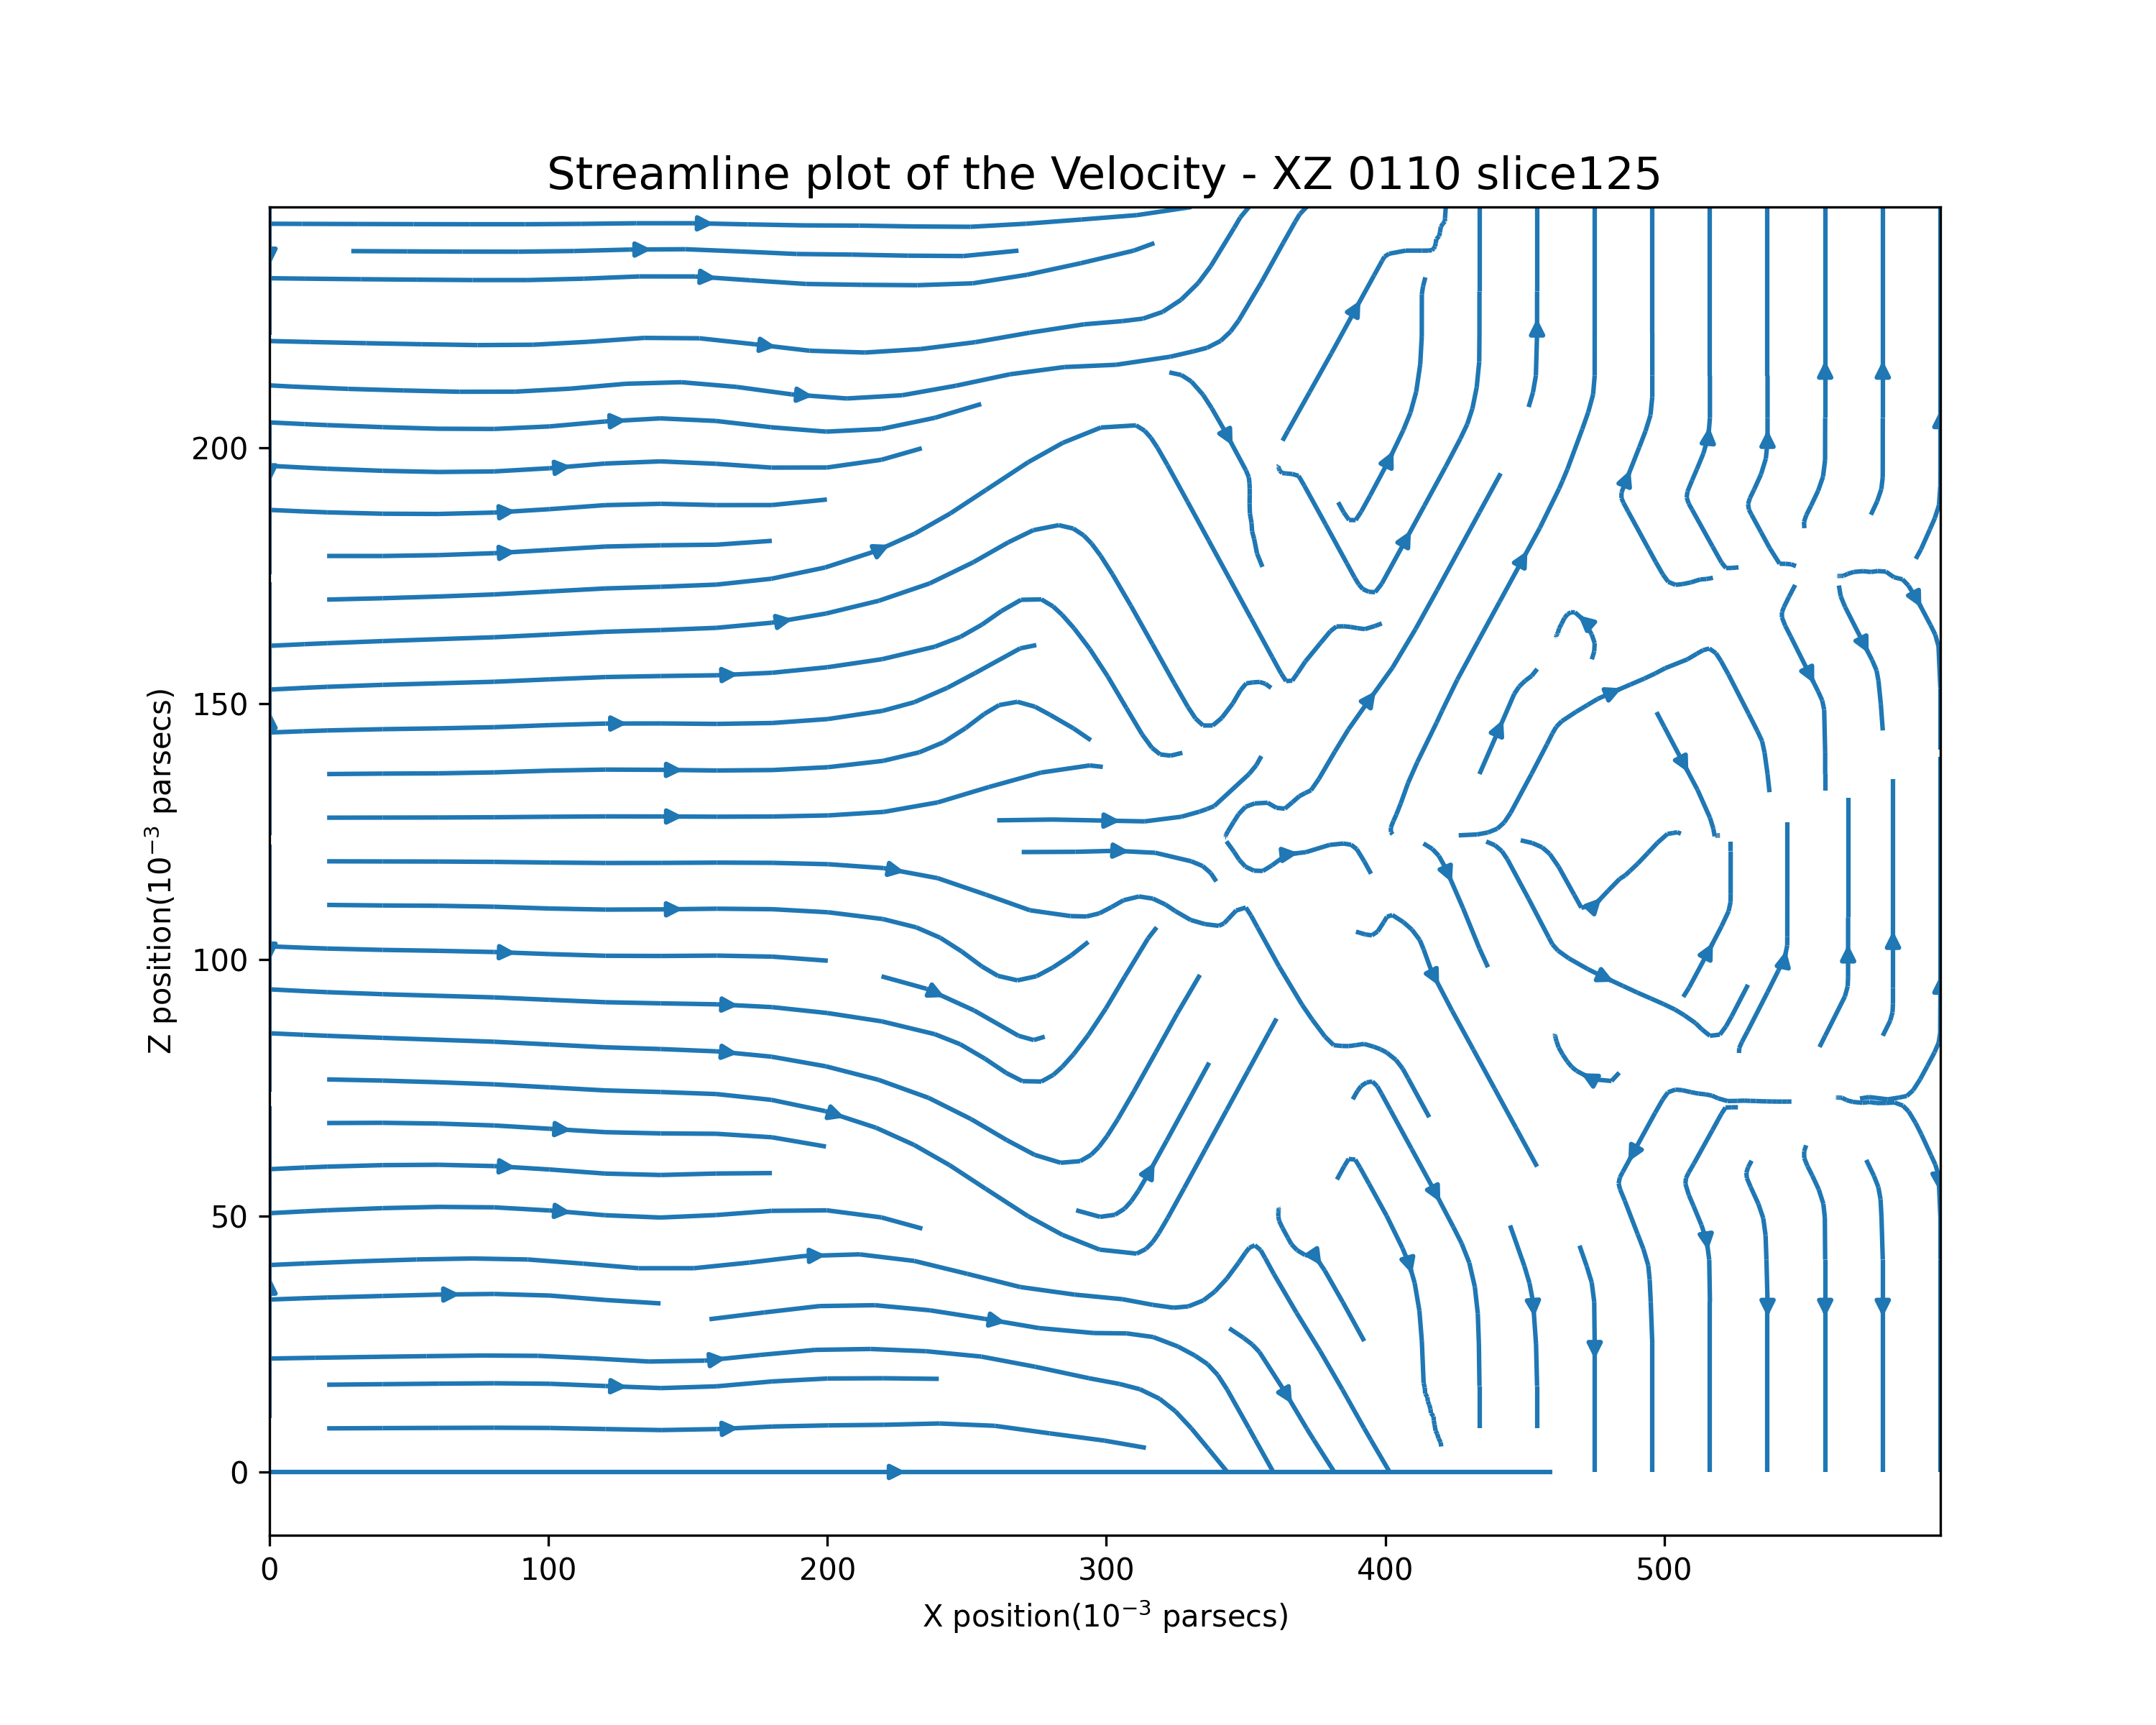 Streamline plot of the Velocity - XZ 0110 slice125
Z position(10⁻³ parsecs)
200
150
100
50
0
0 100 200 300 400 500
X position(10⁻³ parsecs)